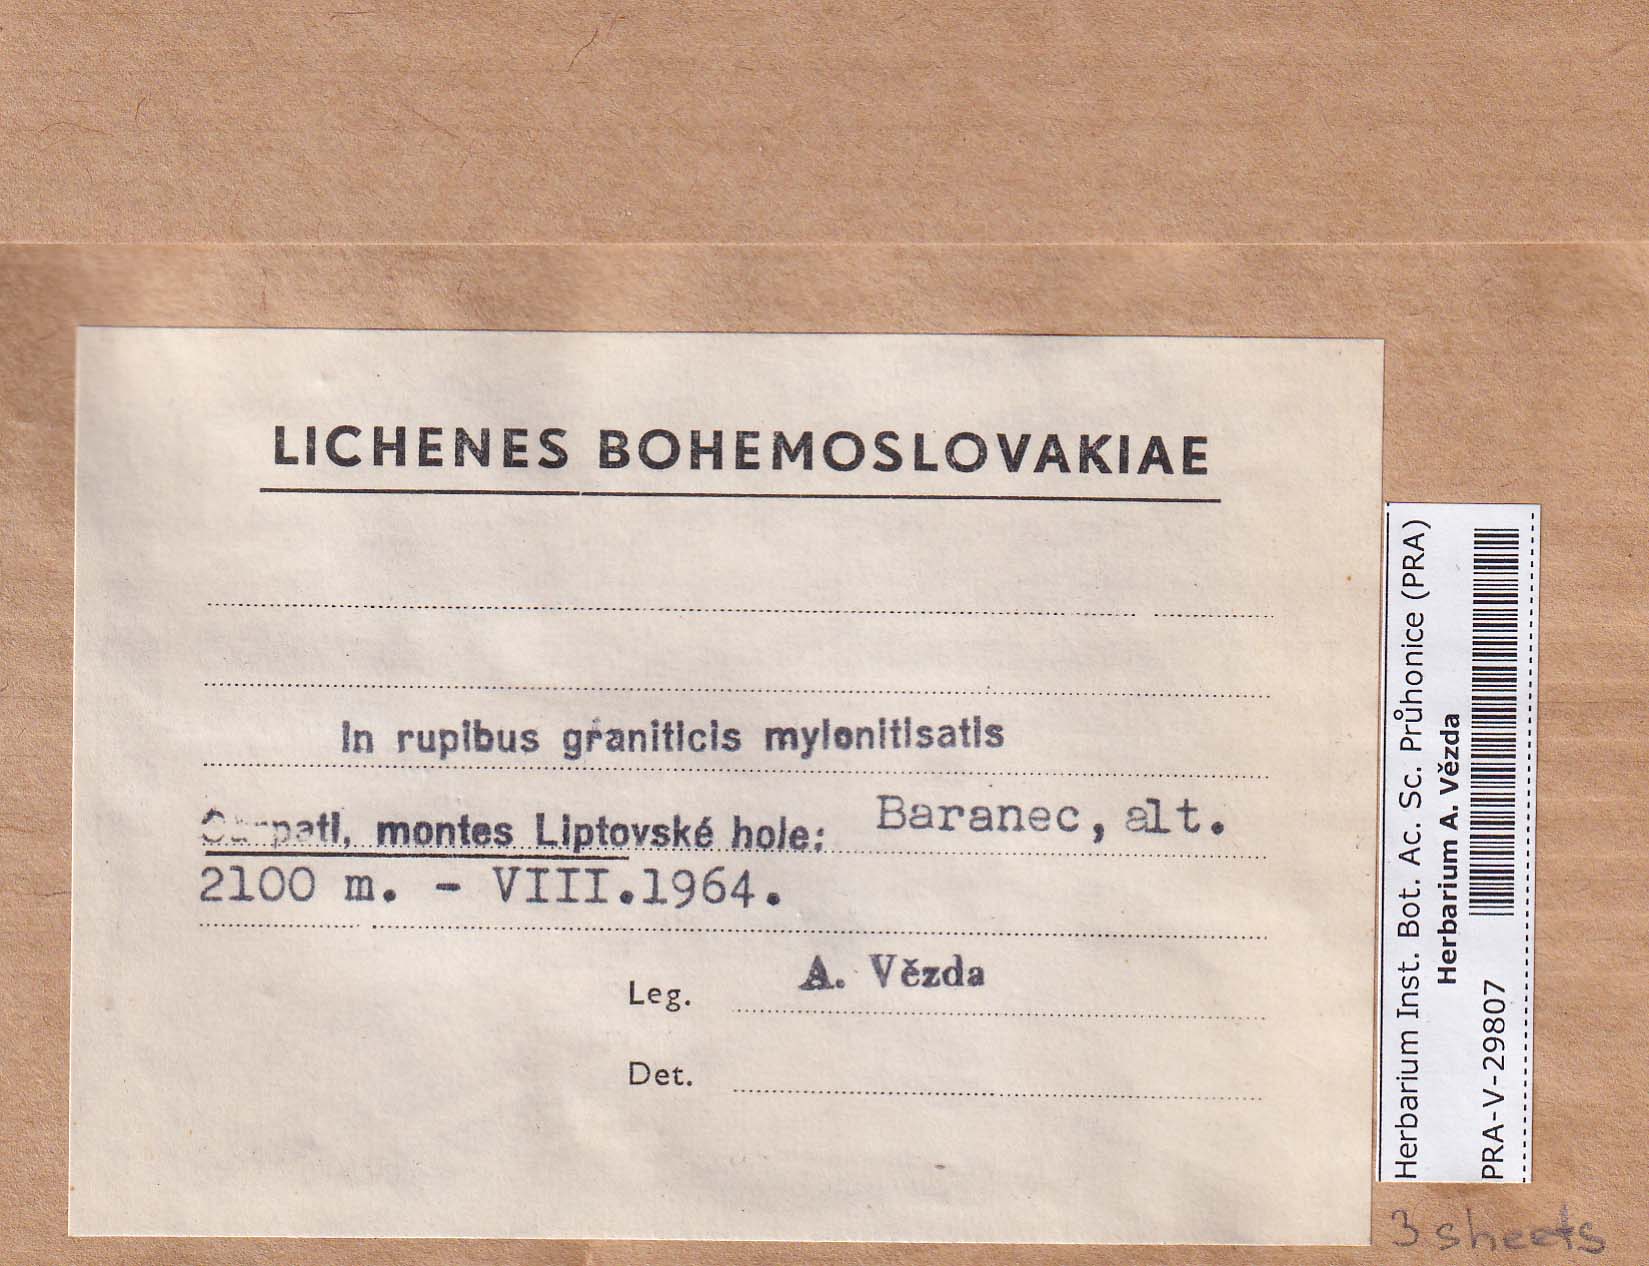 LICHENES BOHEMOSLOVAKIAE
In rupibus graniticis mylonitisatis
Carpati, montes Liptovské hole: Baranec, alt.
2100 m. - VIII.1964.
Leg. A. Vězda
Det.
Herbarium Inst. Bot. Ac. Sc. Průhonice (PRA)
Herbarium A. Vězda
PRA-V-29807
3 sheets